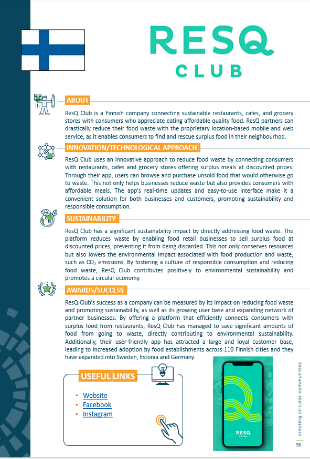 RESQ
CLUB
ABOUT
ResQ Club is a Finnish company connecting sustainable restaurants, cafes, and grocery
stores with consumers who appreciate eating affordable quality food. ResQ partners can
drastically reduce their food waste with the proprietary location-based mobile and web
service, as it enables consumers to find and rescue surplus food in their neighbourhood.
INNOVATION/TECHNOLOGICAL APPROACH
ResQ Club uses an innovative approach to reduce food waste by connecting consumers
with restaurants, cafes and grocery stores offering surplus meals at discounted prices.
Through their app, users can browse and purchase unsold food that would otherwise go
to waste. This not only helps businesses reduce waste but also provides consumers with
affordable meals. The app's real-time updates and easy-to-use interface make it a
convenient solution for both businesses and customers, promoting sustainability and
responsible consumption.
SUSTAINABILITY
ResQ Club has a significant sustainability impact by directly addressing food waste. The
platform reduces waste by enabling food retail businesses to sell surplus food at
discounted prices, preventing it from being discarded. This not only conserves resources
but also lowers the environmental impact associated with food production and waste,
such as CO₂ emissions. By fostering a culture of responsible consumption and reducing
food waste, ResQ Club contributes positively to environmental sustainability and
promotes a circular economy.
AWARDS/SUCCESS
ResQ Club's success as a company can be measured by its impact on reducing food waste
and promoting sustainability, as well as its growing user base and expanding network of
partner businesses. By offering a platform that efficiently connects consumers with
surplus food from restaurants, ResQ Club has managed to save significant amounts of
food from going to waste, directly contributing to environmental sustainability.
Additionally, their user-friendly app has attracted a large and loyal customer base,
leading to increased adoption by food establishments across 110 Finnish cities and they
have expanded into Sweden, Estonia and Germany.
USEFUL LINKS
• Website
• Facebook
• Instagram
RESQ
creating circular communities